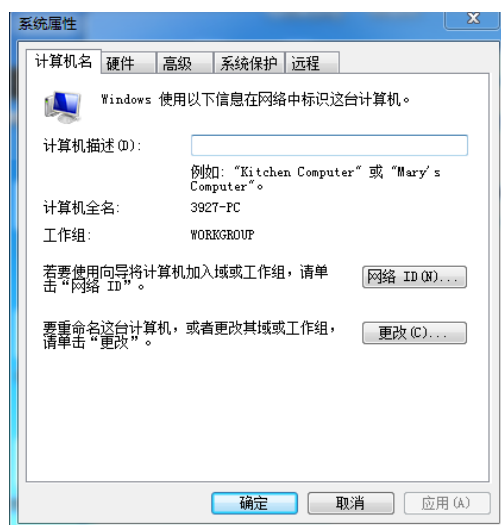 系统属性
X
计算机名 硬件 高级 系统保护 远程
Windows 使用以下信息在网络中标识这台计算机。
计算机描述(D):
例如: "Kitchen Computer" 或 "Mary's
Computer"。
计算机全名: 3927-PC
工作组: WORKGROUP
若要使用向导将计算机加入域或工作组，请单
击“网络 ID”。
网络 ID(N)...
要重命名这台计算机，或者更改其域或工作组，
请单击“更改”。
更改(C)...
确定 取消 应用(A)